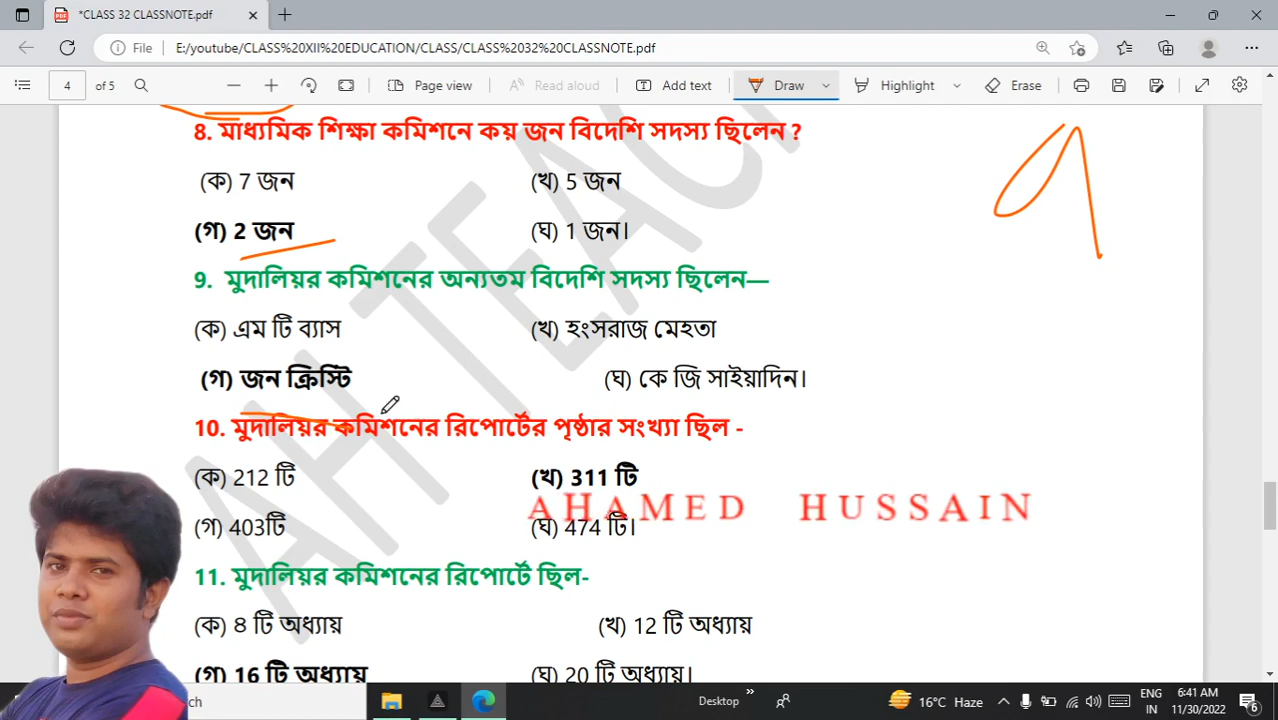 *CLASS 32 CLASSNOTE.pdf
File E:/youtube/CLASS%20XII%20EDUCATION/CLASS/CLASS%2032%20CLASSNOTE.pdf
4 of 5 Page view Read aloud Add text Draw Highlight Erase
8. মাধ্যমিক শিক্ষা কমিশনে কয় জন বিদেশি সদস্য ছিলেন ?
(ক) 7 জন (খ) 5 জন
(গ) 2 জন (ঘ) 1 জন।
9. মুদালিয়র কমিশনের অন্যতম বিদেশি সদস্য ছিলেন—
(ক) এম টি ব্যাস (খ) হংসরাজ মেহতা
(গ) জন ক্রিস্টি (ঘ) কে জি সাইয়াদিন।
10. মুদালিয়র কমিশনের রিপোর্টের পৃষ্ঠার সংখ্যা ছিল -
(ক) 212 টি (খ) 311 টি
AHAMED HUSSAIN
(গ) 403টি (ঘ) 474 টি।
11. মুদালিয়র কমিশনের রিপোর্টে ছিল-
(ক) ৪ টি অধ্যায় (খ) 12 টি অধ্যায়
(গ) 16 টি অধ্যায় (ঘ) 20 টি অধ্যায়।
AH TEAC
Desktop 16°C Haze ENG IN 6:41 AM 11/30/2022 6